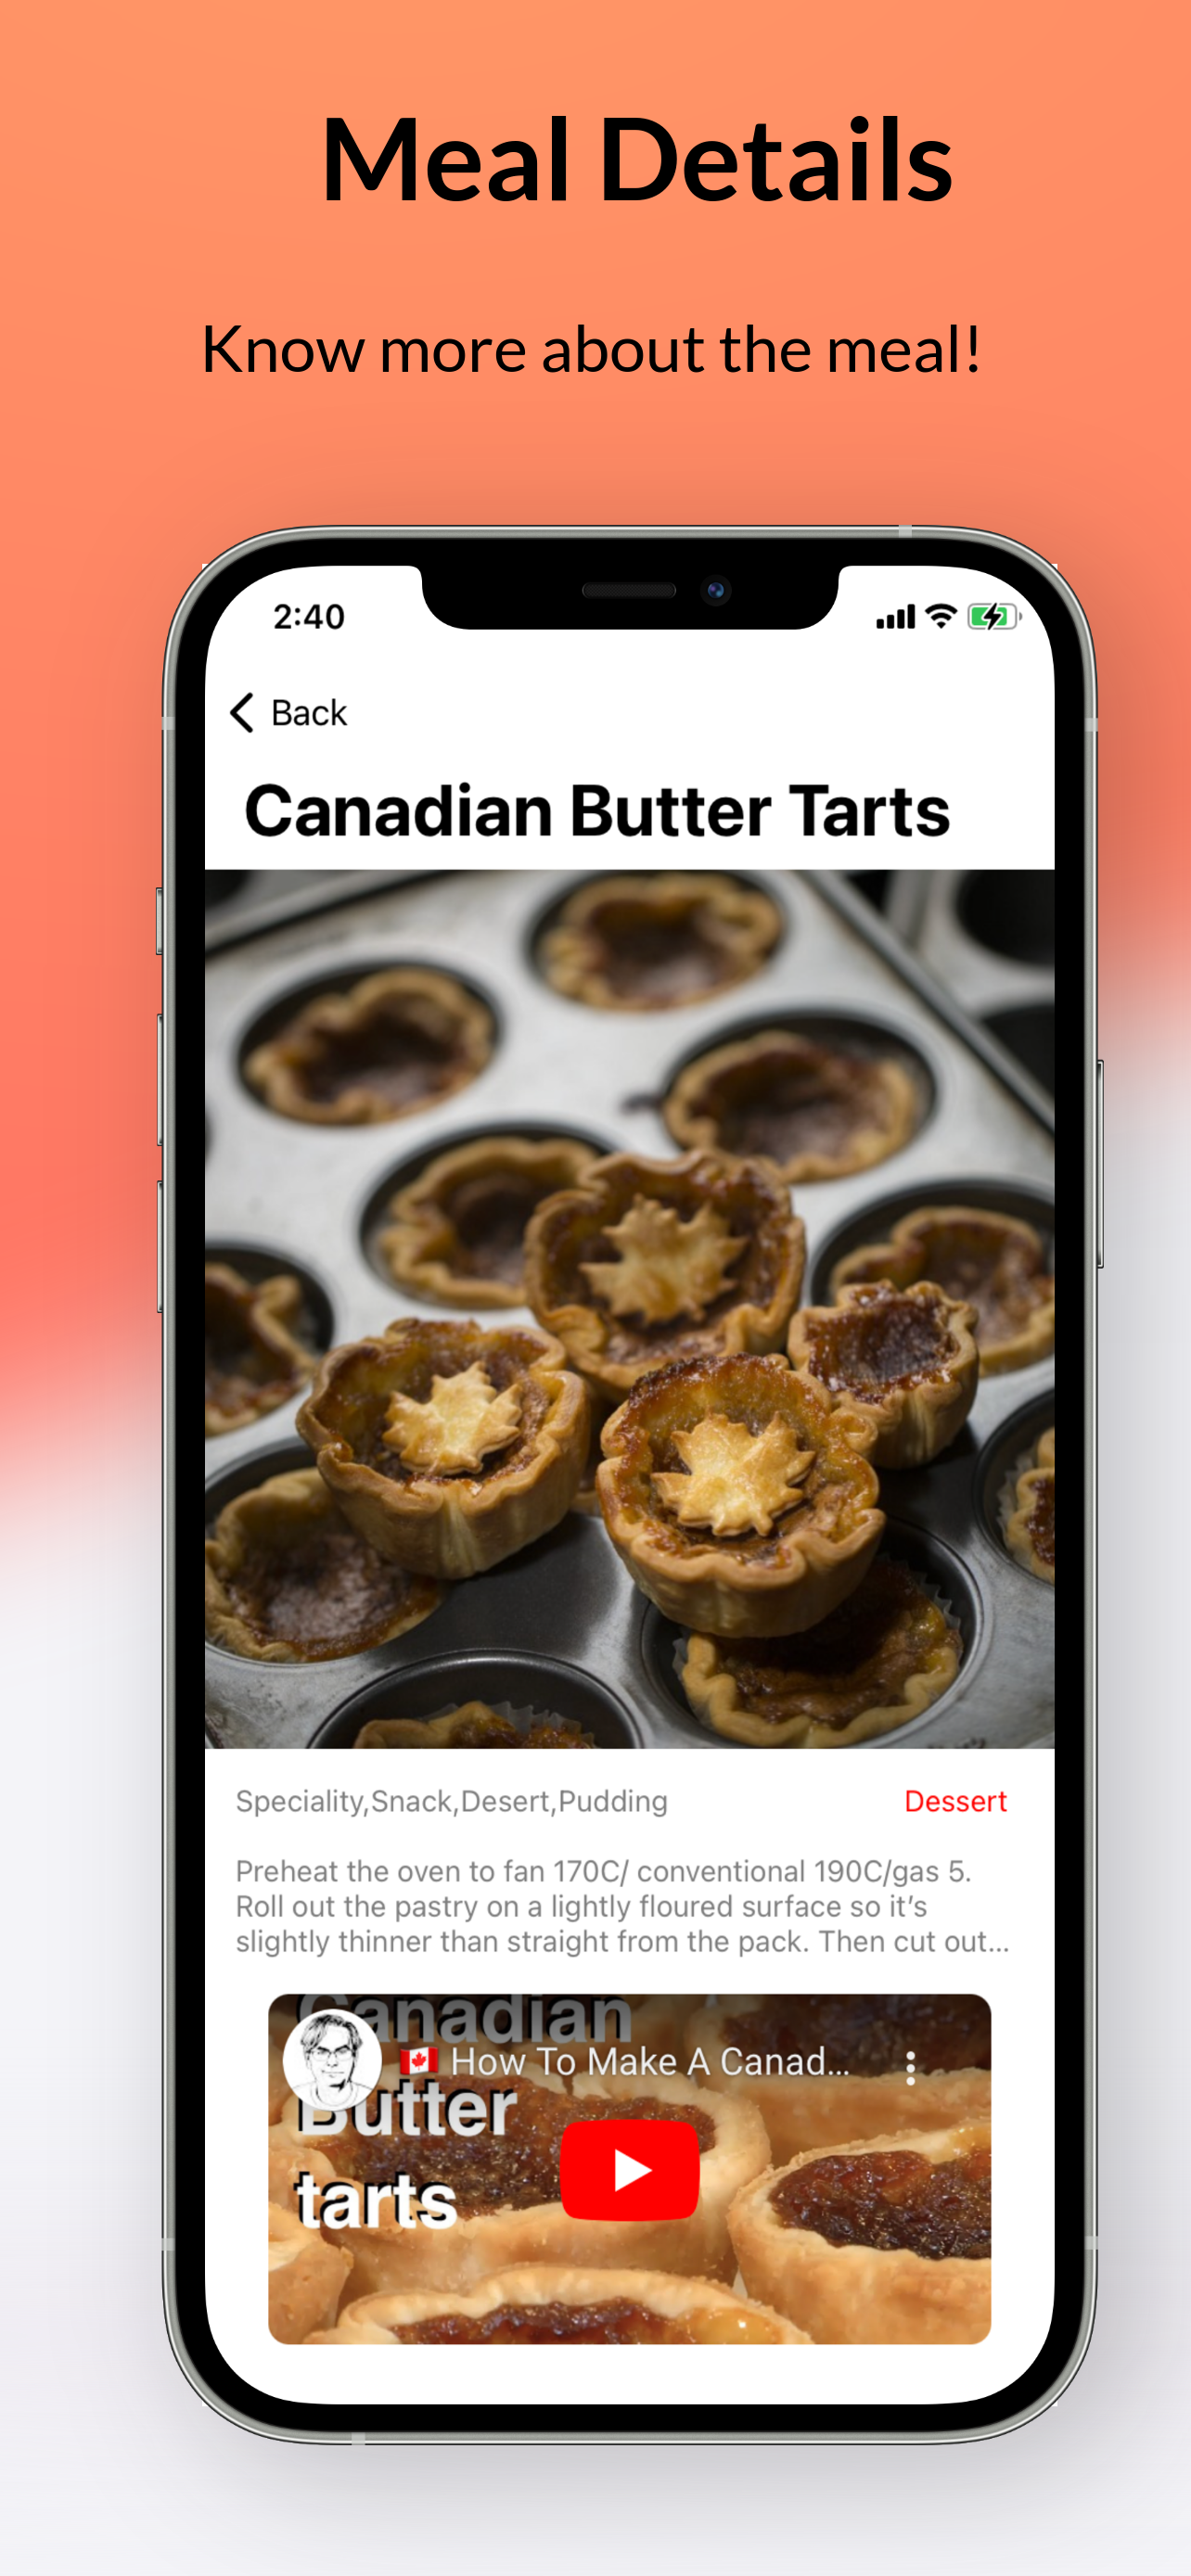 Meal Details
Know more about the meal!
2:40
Back
Canadian Butter Tarts
Speciality,Snack,Desert,Pudding
Dessert
Preheat the oven to fan 170C/ conventional 190C/gas 5.
Roll out the pastry on a lightly floured surface so it’s
slightly thinner than straight from the pack. Then cut out...
Canadian
🇨🇦 How To Make A Canad...
Butter
tarts